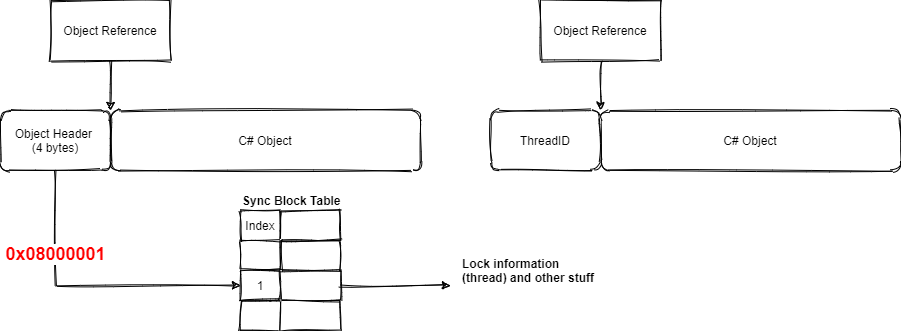 Object Reference
Object Reference
Object Header
(4 bytes)
C# Object
ThreadID
C# Object
Sync Block Table
Index
0x08000001
1
Lock information
(thread) and other stuff